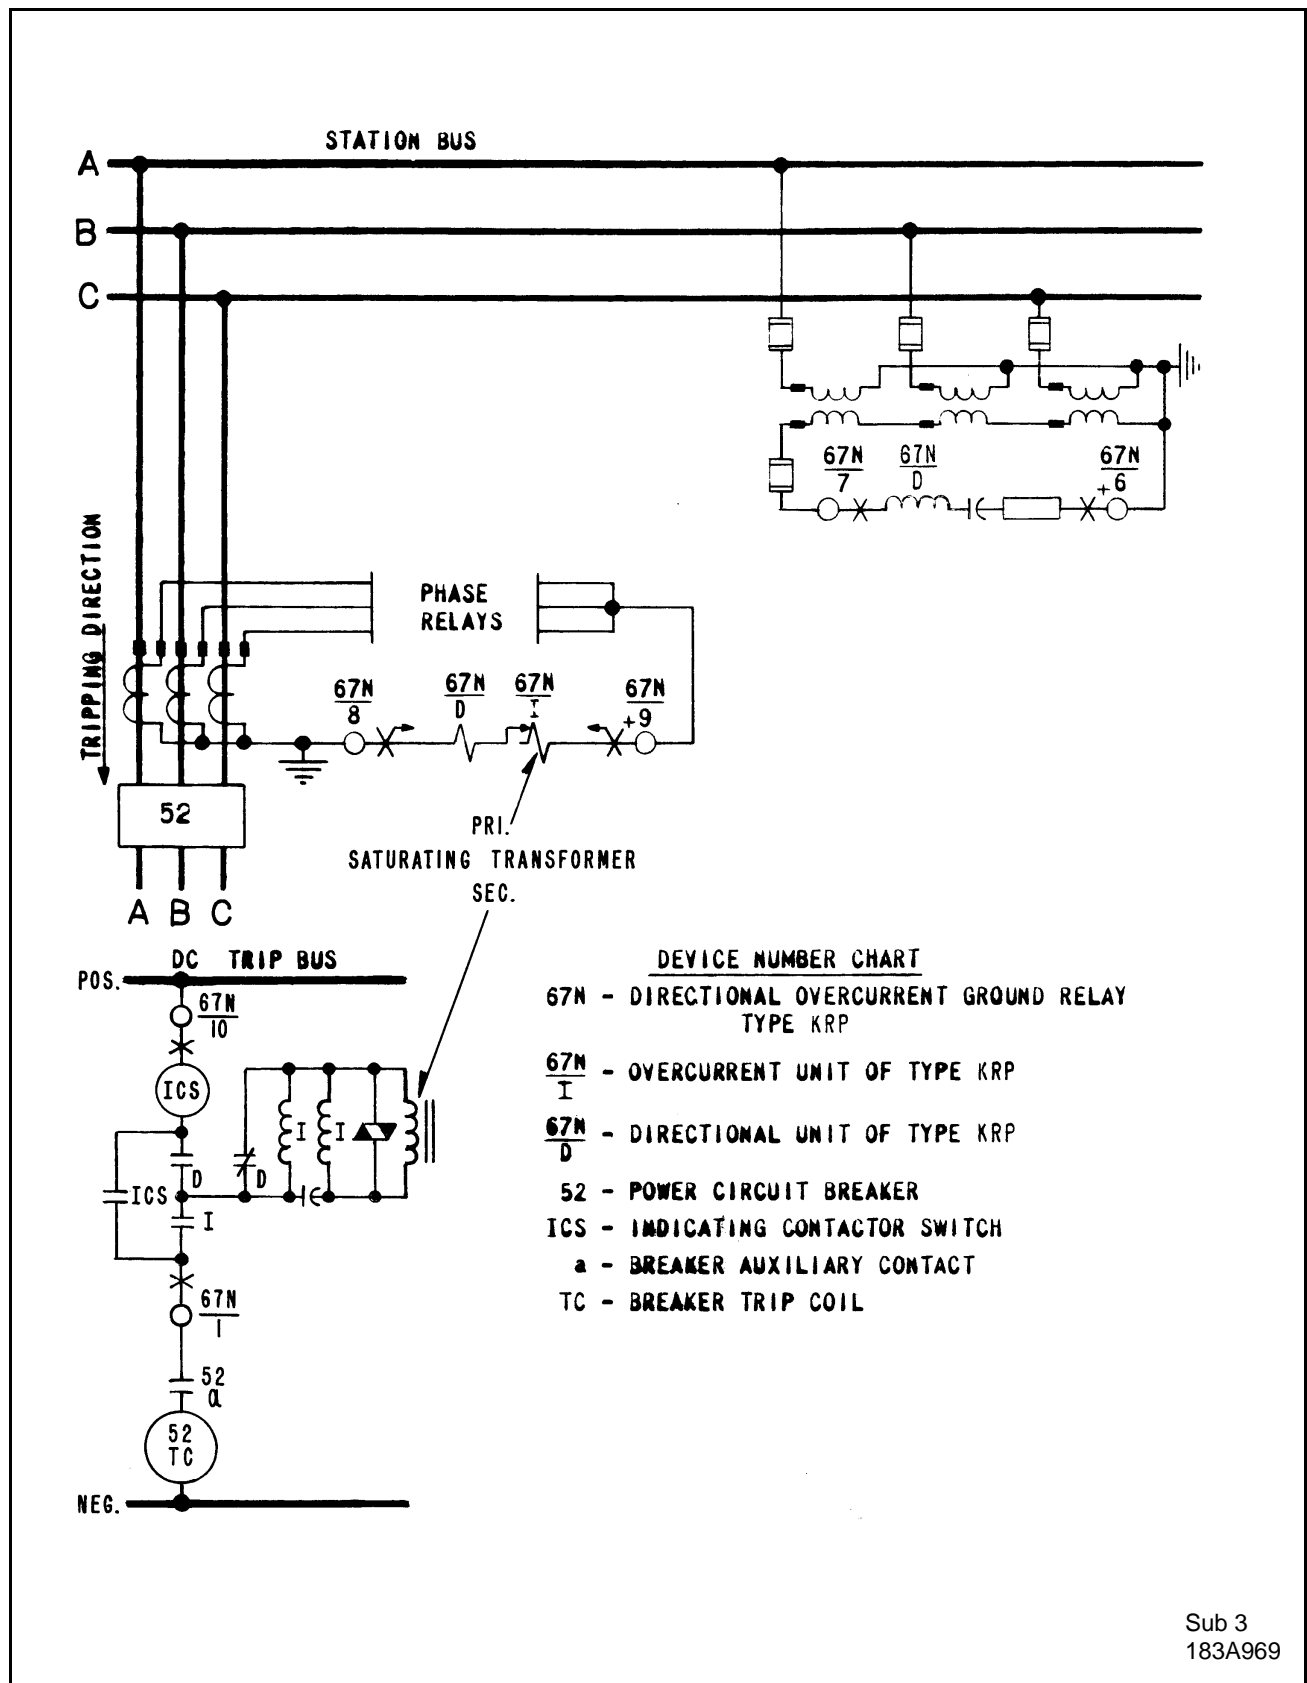 STATION BUS
A
B
C
67N
7
67N
D
67N
+6
TRIPPING DIRECTION
PHASE
RELAYS
67N
8
67N
D
67N
I
67N
+9
52
PRI.
SATURATING TRANSFORMER
SEC.
A B C
DC TRIP BUS
POS.
67N
10
ICS
D
ICS
I
D
I
I
67N
1
52
a
52
TC
NEG.
DEVICE NUMBER CHART
67N - DIRECTIONAL OVERCURRENT GROUND RELAY
TYPE KRP
67N
I
- OVERCURRENT UNIT OF TYPE KRP
67N
D
- DIRECTIONAL UNIT OF TYPE KRP
52 - POWER CIRCUIT BREAKER
ICS - INDICATING CONTACTOR SWITCH
a - BREAKER AUXILIARY CONTACT
TC - BREAKER TRIP COIL
Sub 3
183A969